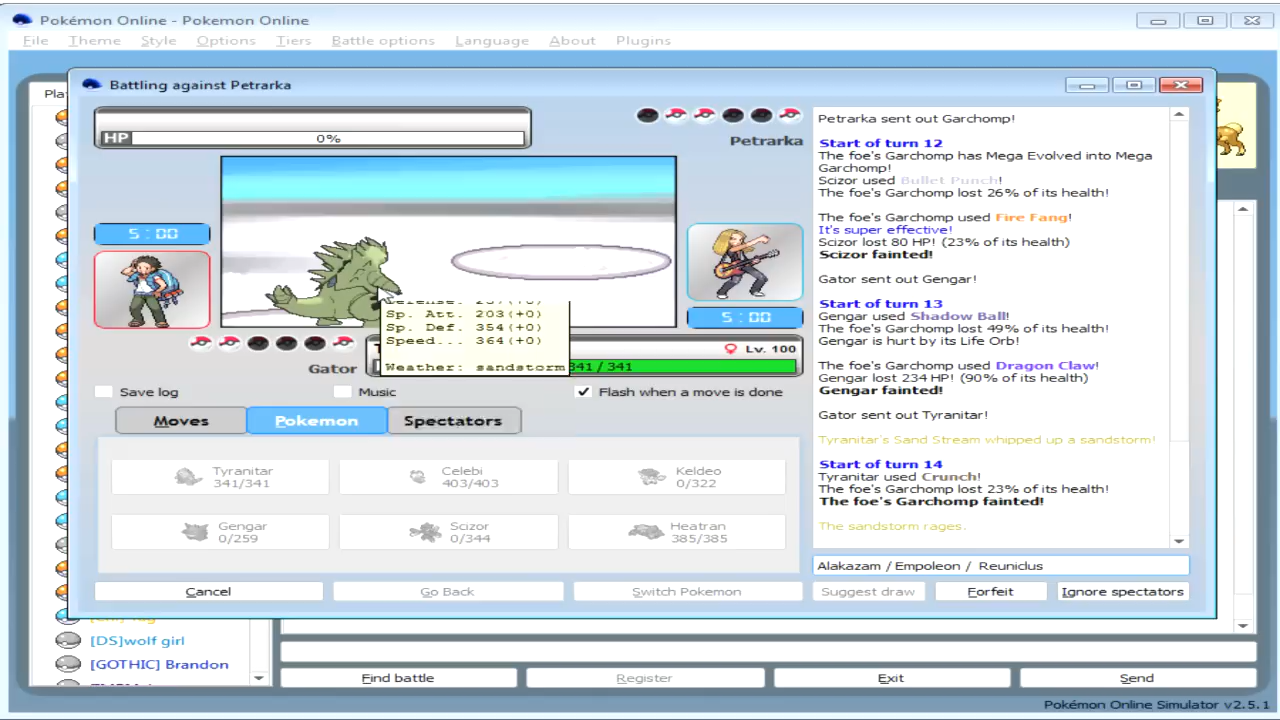 Pokémon Online - Pokemon Online
File Theme Style Options Tiers Battle options Language About Plugins
Battling against Petrarka
HP 0%
Petrarka
5:00
5:00
Sp. Att. 203(+0)
Sp. Def. 354(+0)
Speed... 364(+0)
Weather: sandstorm
Gator
Lv. 100
341/341
Save log
Music
Flash when a move is done
Moves
Pokemon
Spectators
Tyranitar
341/341
Celebi
403/403
Keldeo
0/322
Gengar
0/259
Scizor
0/344
Heatran
385/385
Cancel
Go Back
Switch Pokemon
Petrarka sent out Garchomp!
Start of turn 12
The foe's Garchomp has Mega Evolved into Mega
Garchomp!
Scizor used Bullet Punch!
The foe's Garchomp lost 26% of its health!
The foe's Garchomp used Fire Fang!
It's super effective!
Scizor lost 80 HP! (23% of its health)
Scizor fainted!
Gator sent out Gengar!
Start of turn 13
Gengar used Shadow Ball!
The foe's Garchomp lost 49% of its health!
Gengar is hurt by its Life Orb!
The foe's Garchomp used Dragon Claw!
Gengar lost 234 HP! (90% of its health)
Gengar fainted!
Gator sent out Tyranitar!
Tyranitar's Sand Stream whipped up a sandstorm!
Start of turn 14
Tyranitar used Crunch!
The foe's Garchomp lost 23% of its health!
The foe's Garchomp fainted!
The sandstorm rages.
Alakazam / Empoleon / Reuniclus
Suggest draw
Forfeit
Ignore spectators
[DS]wolf girl
[GOTHIC] Brandon
Find battle
Register
Exit
Send
Pokémon Online Simulator v2.5.1